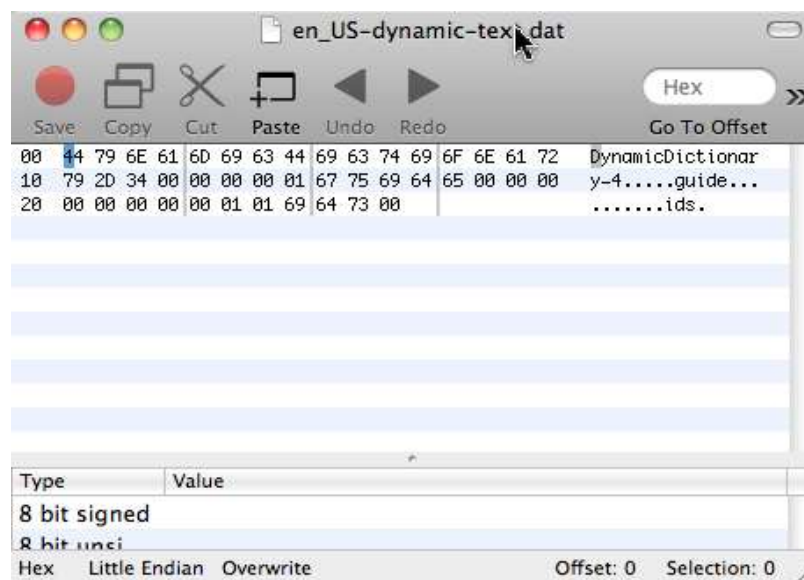 en_US-dynamic-text.dat
Hex
Save Copy Cut Paste Undo Redo Go To Offset
00 44 79 6E 61 6D 69 63 44 69 63 74 69 6F 6E 61 72 DynamicDictionar
10 79 2D 34 00 00 00 00 01 67 75 69 64 65 00 00 00 y-4.....guide...
20 00 00 00 00 00 01 01 69 64 73 00 .......ids.
Type Value
8 bit signed
8 bit unsi
Hex Little Endian Overwrite Offset: 0 Selection: 0